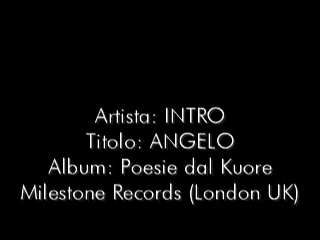 Artista: INTRO
Titolo: ANGELO
Album: Poesie dal Kuore
Milestone Records (London UK)